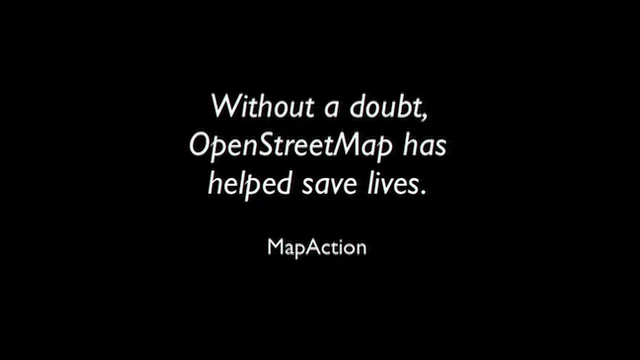 Without a doubt,
OpenStreetMap has
helped save lives.
MapAction